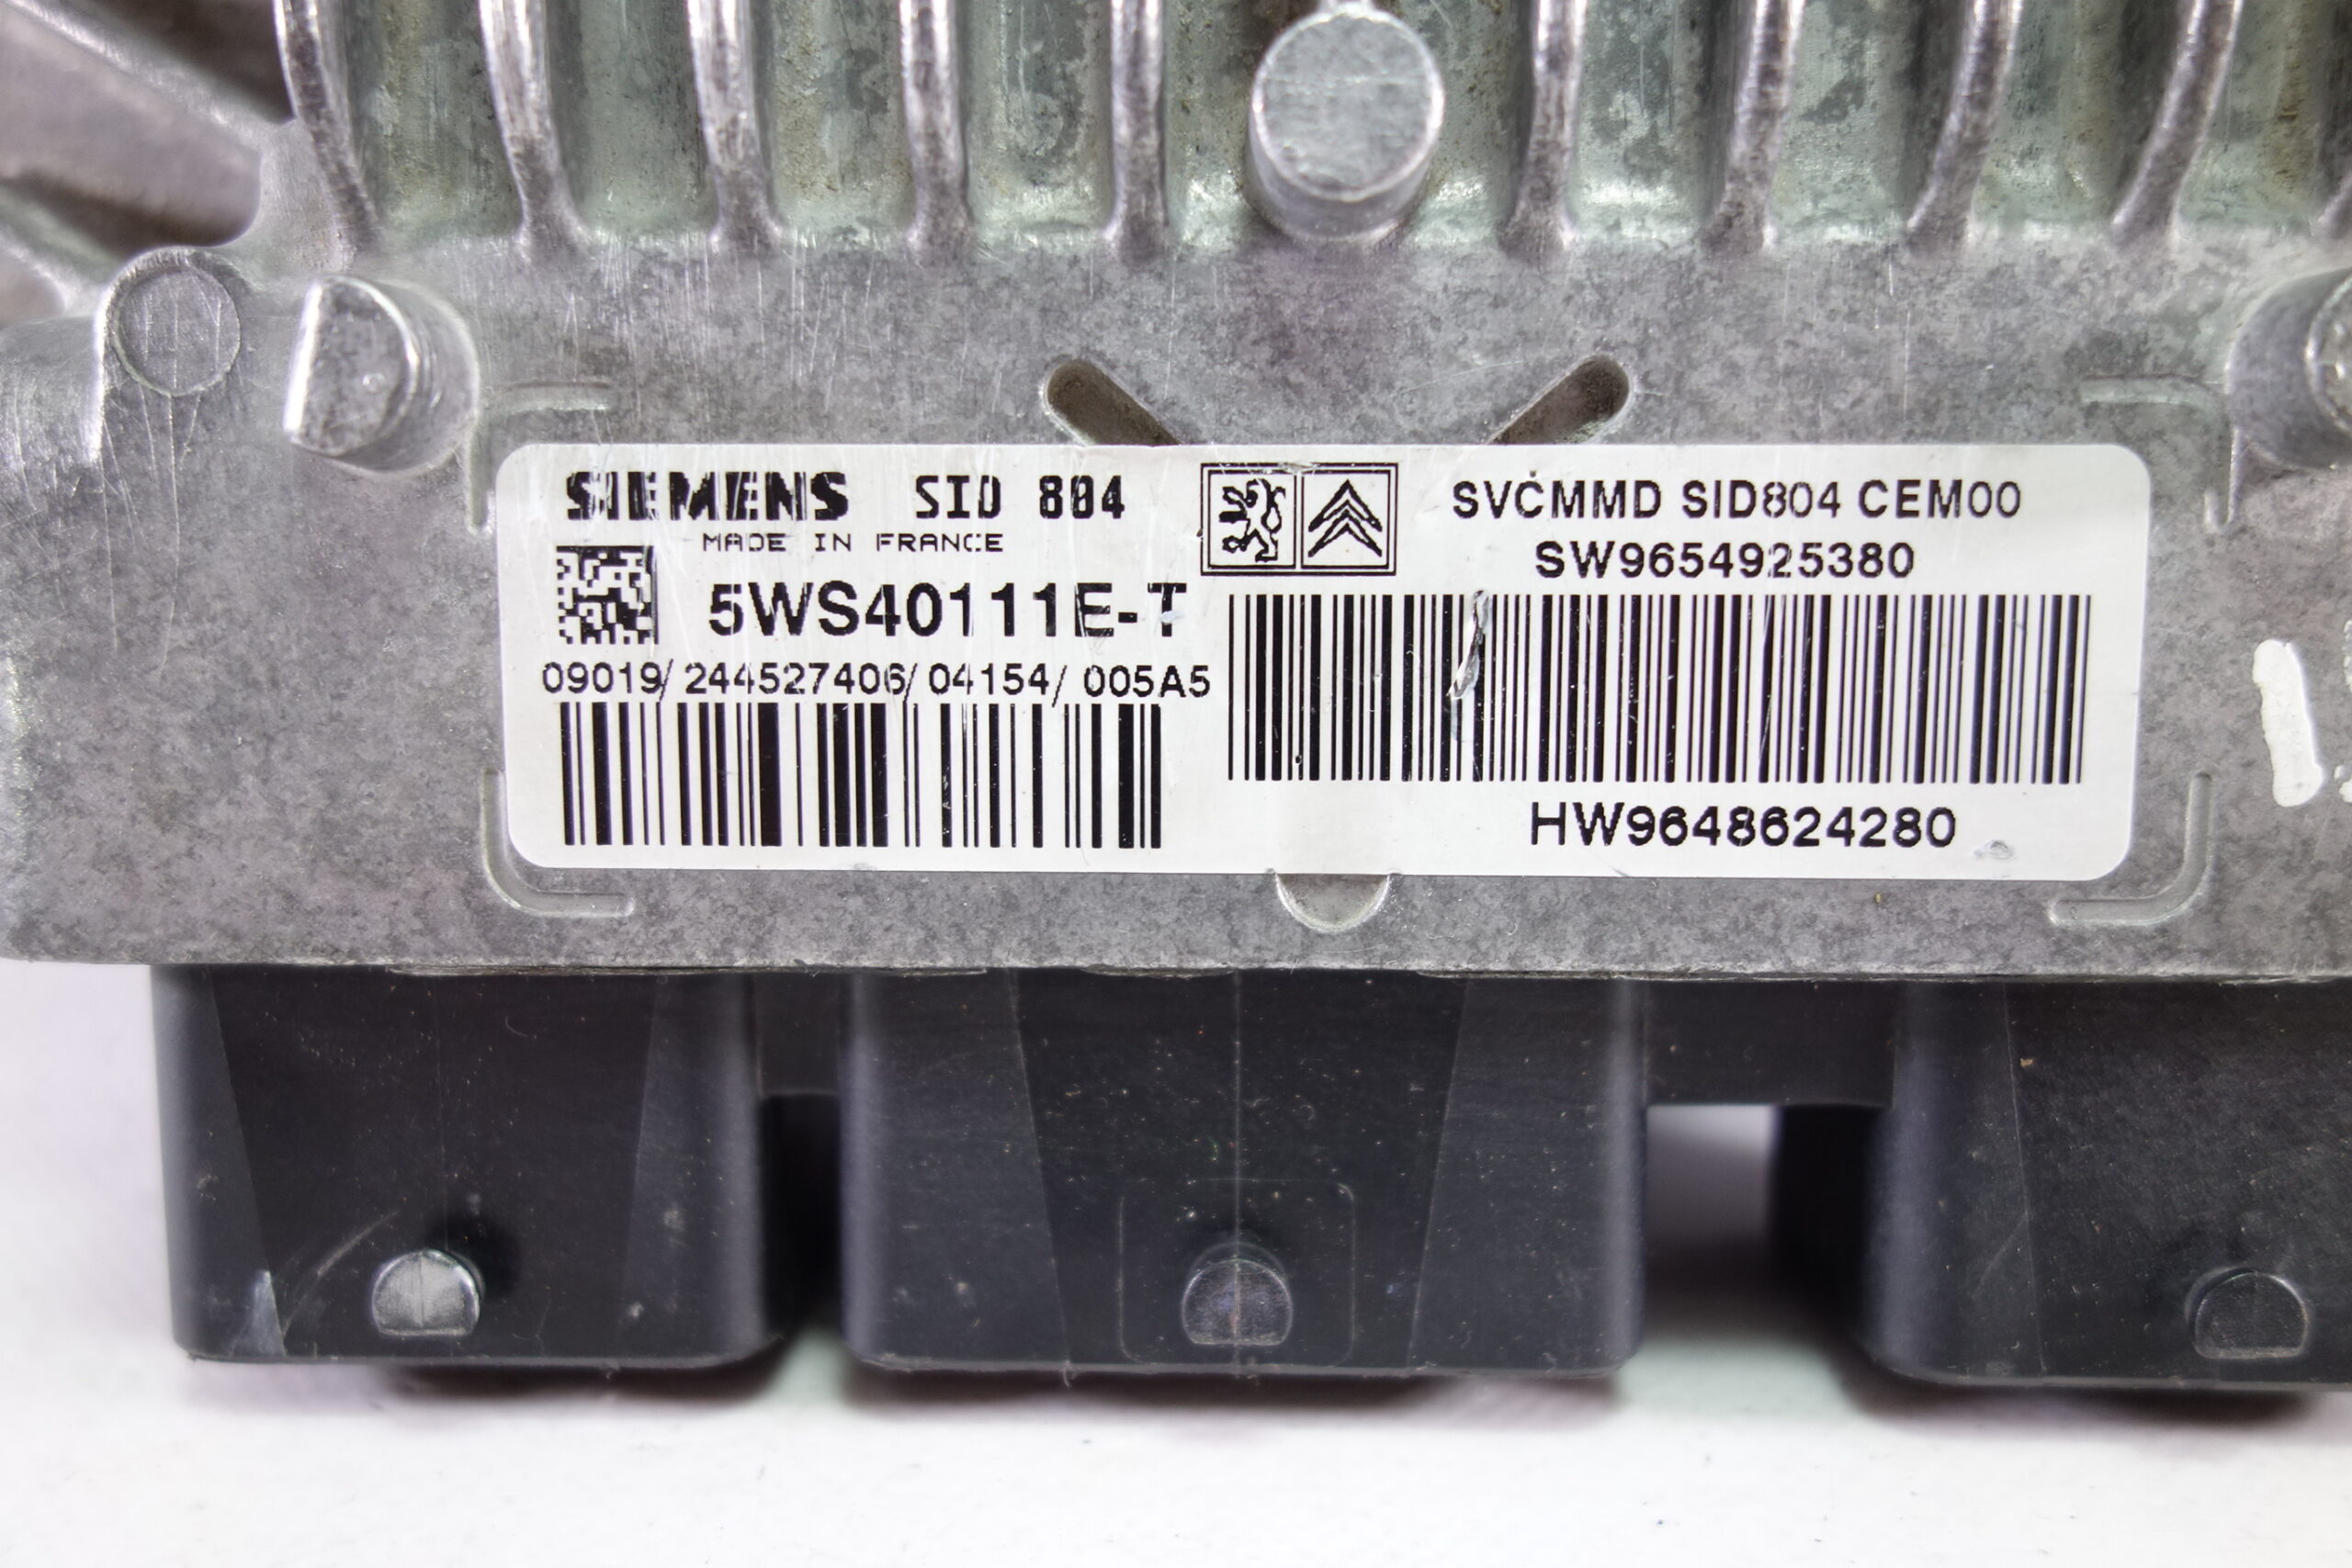 SIEMENS SID 804
MADE IN FRANCE
5WS40111E-T
09019/244527406/04154/005A5
SVCMMD SID804 CEM00
SW9654925380
HW9648624280